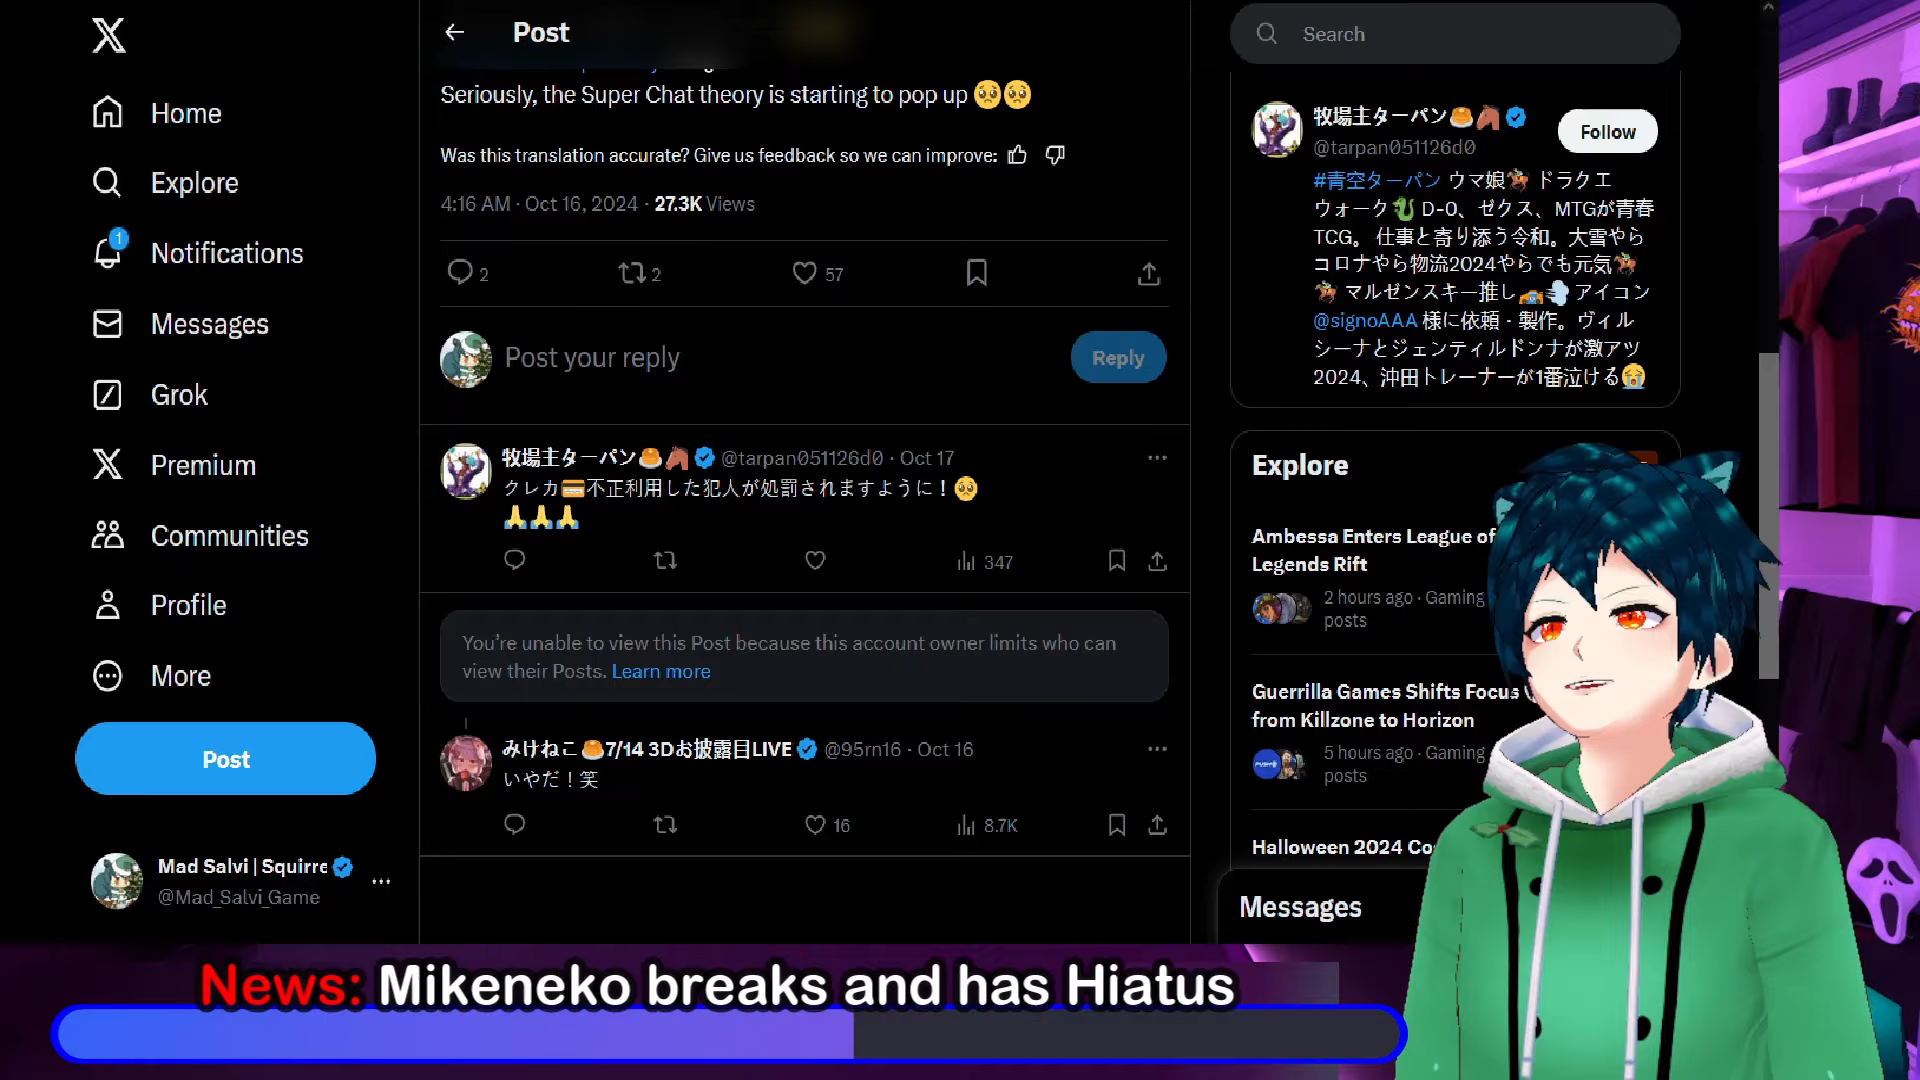 Home
Explore
1
Notifications
Messages
Grok
Premium
Communities
Profile
More
Post
Mad Salvi | Squirre
@Mad_Salvi_Game
Post
Seriously, the Super Chat theory is starting to pop up 🥺🥺
Was this translation accurate? Give us feedback so we can improve:
4:16 AM · Oct 16, 2024 · 27.3K Views
2 2 57
Post your reply
Reply
牧場主ターパン🥞🐴 @tarpan051126d0 · Oct 17
クレカ💳不正利用した犯人が処罰されますように！🥺
🙏🙏🙏
347
You’re unable to view this Post because this account owner limits who can
view their Posts. Learn more
みけねこ🥞7/14 3Dお披露目LIVE @95rn16 · Oct 16
いやだ！笑
16 8.7K
Search
牧場主ターパン🥞🐴
@tarpan051126d0
Follow
#青空ターパン ウマ娘🏇 ドラクエ
ウォーク🐉 D-0、ゼクス、MTGが青春
TCG。 仕事と寄り添う令和。大雪やら
コロナやら物流2024やらでも元気🏇
🏇 マルゼンスキー推し🚗💨 アイコン
@signoAAA 様に依頼・製作。ヴィル
シーナとジェンティルドンナが激アツ
2024、沖田トレーナーが1番泣ける😭
Explore
Ambessa Enters League of
Legends Rift
2 hours ago · Gaming
posts
Guerrilla Games Shifts Focus
from Killzone to Horizon
5 hours ago · Gaming
posts
Halloween 2024 Co
Messages
News: Mikeneko breaks and has Hiatus